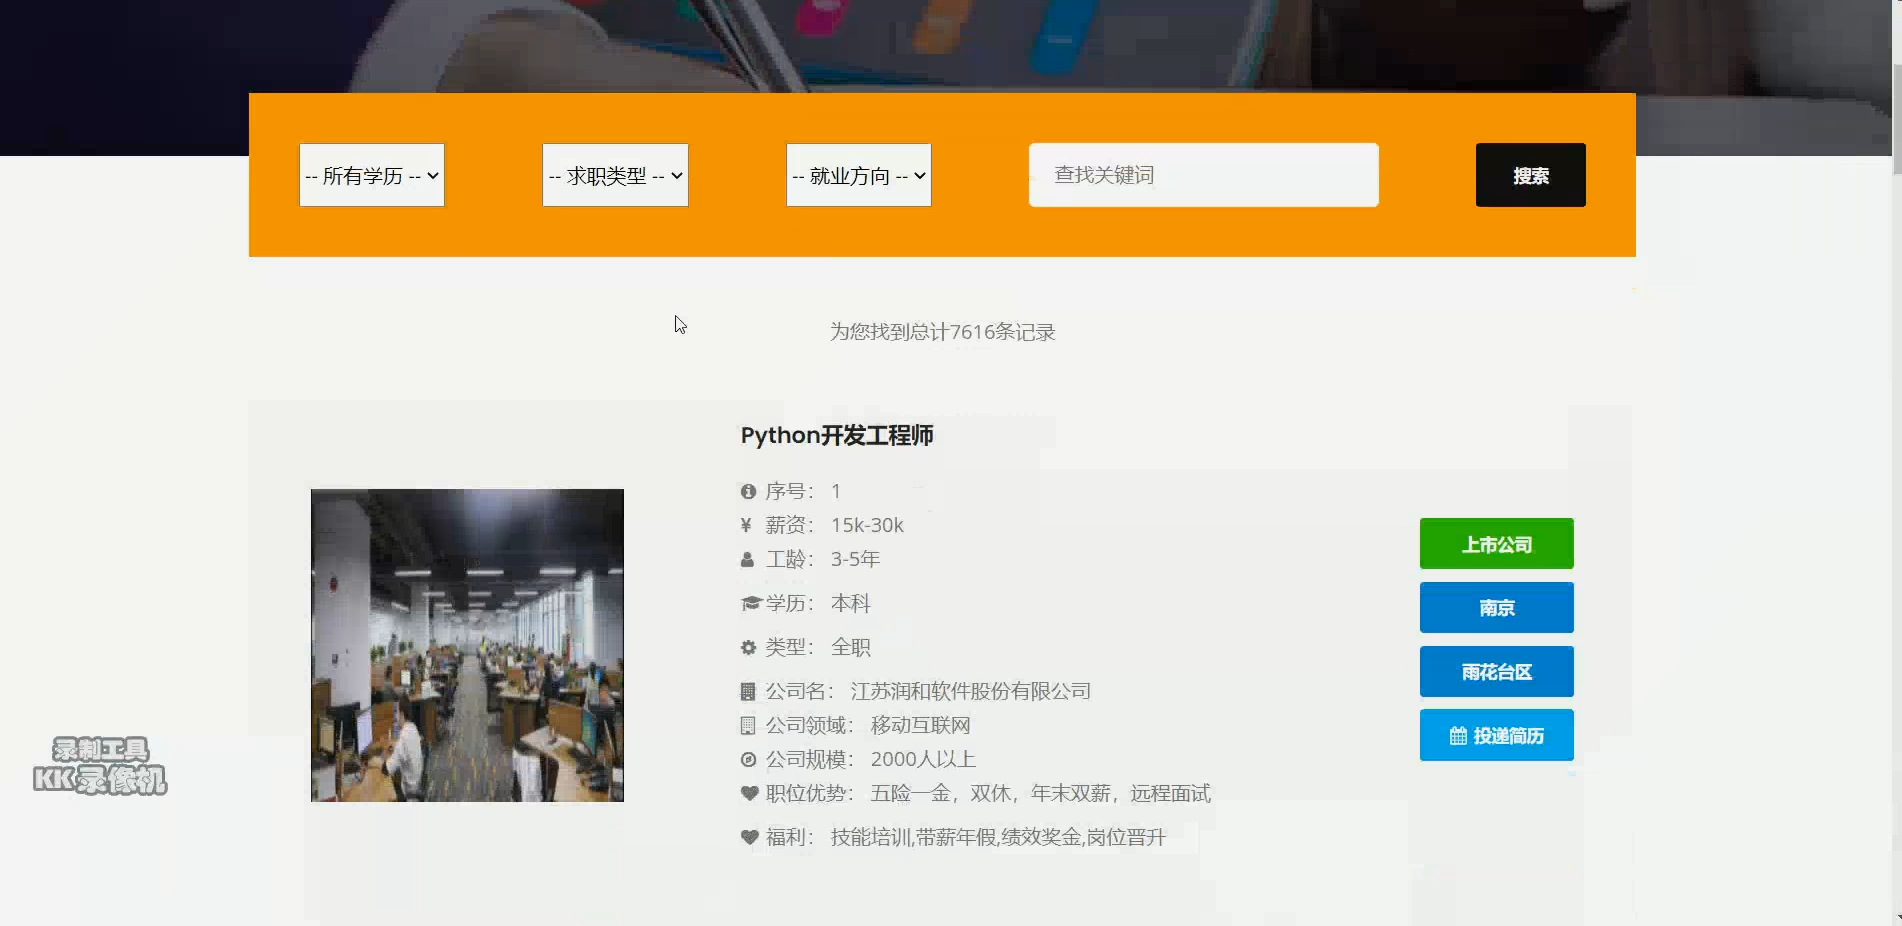 -- 所有学历 --
-- 求职类型 --
-- 就业方向 --
查找关键词
搜索
为您找到总计7616条记录
Python开发工程师
序号： 1
薪资： 15k-30k
工龄： 3-5年
学历： 本科
类型： 全职
公司名： 江苏润和软件股份有限公司
公司领域： 移动互联网
公司规模： 2000人以上
职位优势： 五险一金，双休，年末双薪，远程面试
福利： 技能培训,带薪年假,绩效奖金,岗位晋升
上市公司
南京
雨花台区
投递简历
录制工具
KK录像机